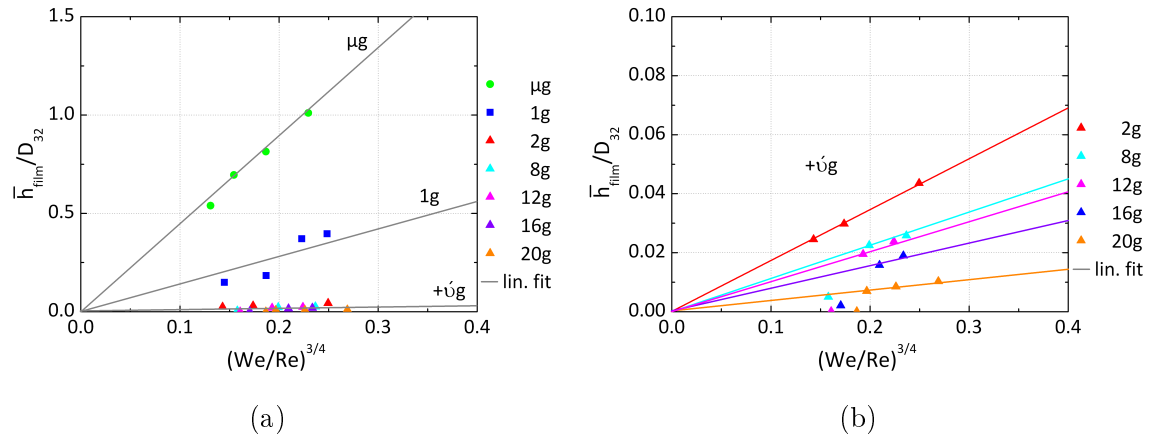 1.5
1.0
0.5
0.0
0.0 0.1 0.2 0.3 0.4
h̅film/D32
(We/Re)3/4
μg
1g
+ύg
μg
1g
2g
8g
12g
16g
20g
lin. fit
(a)
0.10
0.08
0.06
0.04
0.02
0.00
0.0 0.1 0.2 0.3 0.4
h̅film/D32
(We/Re)3/4
+ύg
2g
8g
12g
16g
20g
lin. fit
(b)